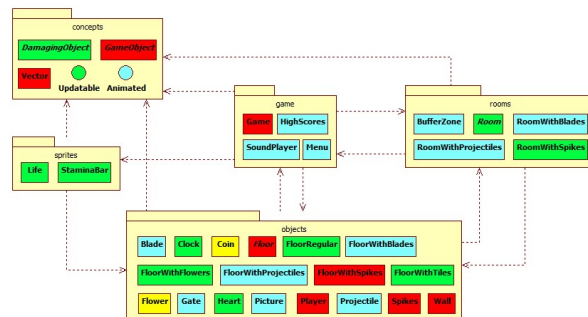 concepts
DamagingObject GameObject
Vector Updatable Animated
game
Game HighScores
SoundPlayer Menu
rooms
BufferZone Room RoomWithBlades
RoomWithProjectiles RoomWithSpikes
sprites
Life StaminaBar
objects
Blade Clock Coin Floor FloorRegular FloorWithBlades
FloorWithFlowers FloorWithProjectiles FloorWithSpikes FloorWithTiles
Flower Gate Heart Picture Player Projectile Spikes Wall